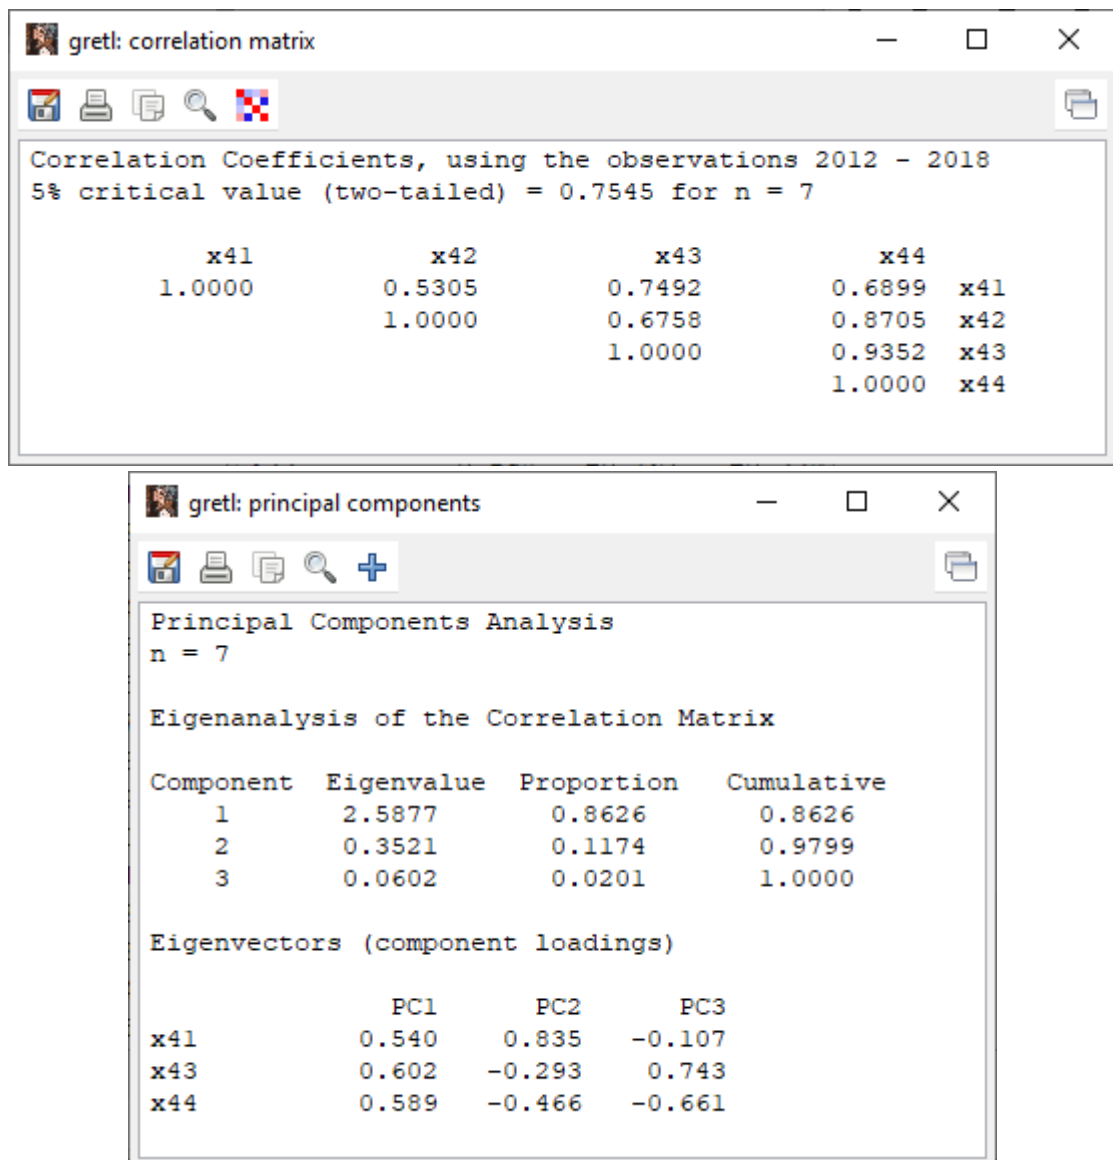 gretl: correlation matrix
Correlation Coefficients, using the observations 2012 - 2018
5% critical value (two-tailed) = 0.7545 for n = 7
x41 x42 x43 x44
1.0000 0.5305 0.7492 0.6899 x41
1.0000 0.6758 0.8705 x42
1.0000 0.9352 x43
1.0000 x44
gretl: principal components
Principal Components Analysis
n = 7
Eigenanalysis of the Correlation Matrix
Component Eigenvalue Proportion Cumulative
1 2.5877 0.8626 0.8626
2 0.3521 0.1174 0.9799
3 0.0602 0.0201 1.0000
Eigenvectors (component loadings)
PC1 PC2 PC3
x41 0.540 0.835 -0.107
x43 0.602 -0.293 0.743
x44 0.589 -0.466 -0.661